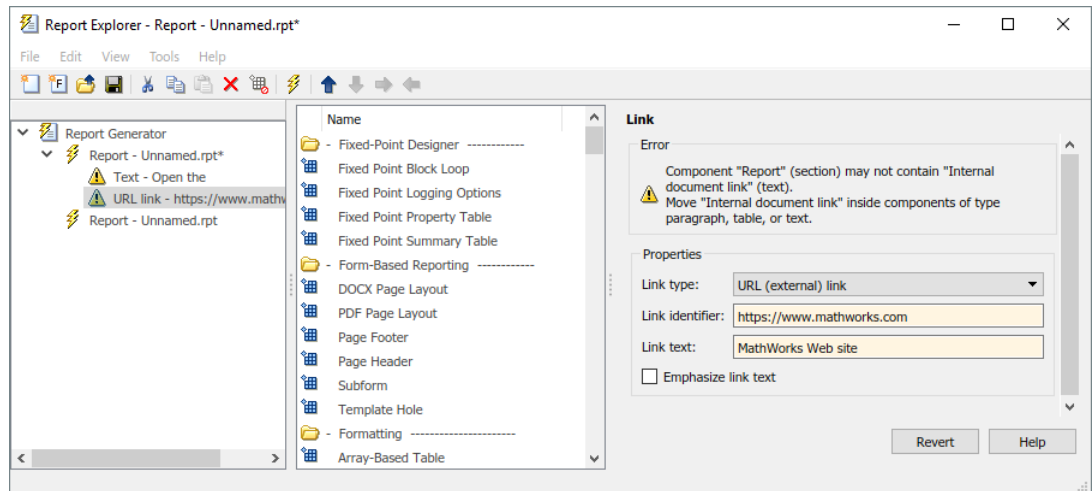 Report Explorer - Report - Unnamed.rpt*
File Edit View Tools Help
Report Generator
Report - Unnamed.rpt*
Text - Open the
URL link - https://www.mathw
Report - Unnamed.rpt
Name
- Fixed-Point Designer ------------
Fixed Point Block Loop
Fixed Point Logging Options
Fixed Point Property Table
Fixed Point Summary Table
- Form-Based Reporting ------------
DOCX Page Layout
PDF Page Layout
Page Footer
Page Header
Subform
Template Hole
- Formatting ----------------------
Array-Based Table
Link
Error
Component "Report" (section) may not contain "Internal
document link" (text).
Move "Internal document link" inside components of type
paragraph, table, or text.
Properties
Link type: URL (external) link
Link identifier: https://www.mathworks.com
Link text: MathWorks Web site
Emphasize link text
Revert Help